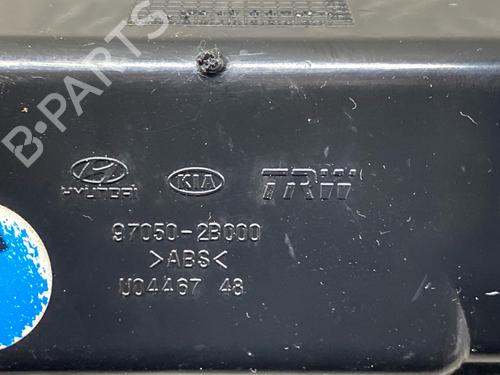 B-PARTS
HYUNDAI KIA TRW
97050-2B000
>ABS<
U04467 48